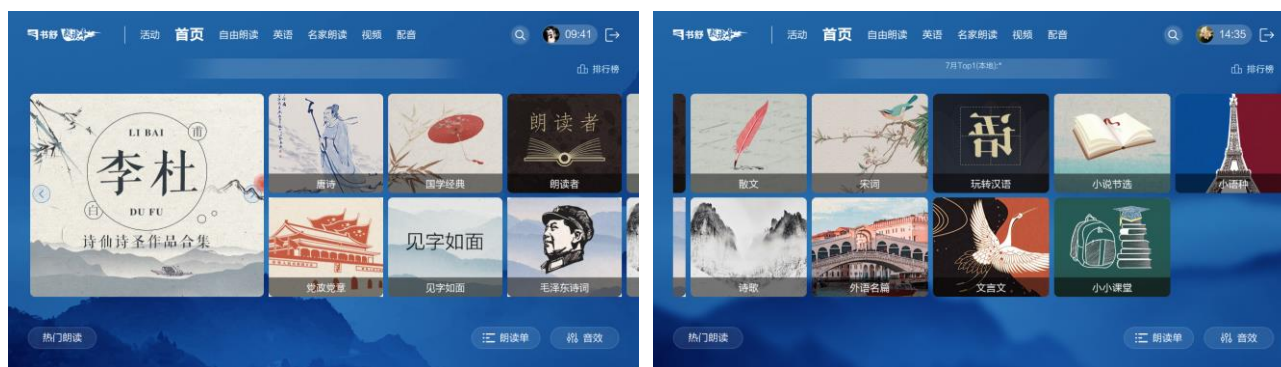 书舒
活动 首页 自由朗读 英语 名家朗读 视频 配音
09:41
排行榜
LI BAI
甫
李杜
白
DU FU
诗仙诗圣作品合集
唐诗
国学经典
朗读者
朗读者
党政党章
见字如面
见字如面
毛泽东诗词
热门朗读
朗读单
音效
书舒
活动 首页 自由朗读 英语 名家朗读 视频 配音
14:35
7月Top1(本地):*
排行榜
散文
宋词
语
玩转汉语
小说节选
小语种
诗歌
外语名篇
文言文
小小课堂
热门朗读
朗读单
音效